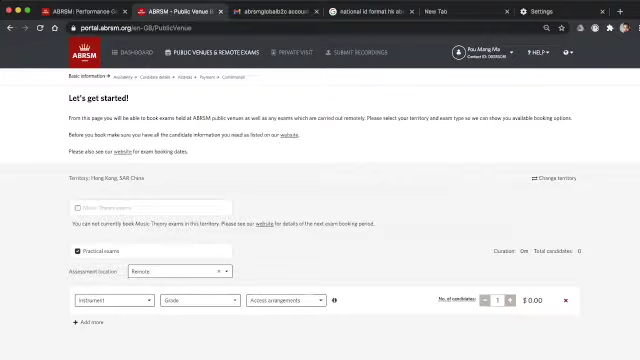 ABRSM: Performance G
ABRSM - Public Venue B
abrsmglobalb2c accoun
national id format hk ab
New Tab
Settings
portal.abrsm.org/en-GB/PublicVenue
ABRSM
DASHBOARD
PUBLIC VENUES & REMOTE EXAMS
PRIVATE VISIT
SUBMIT RECORDINGS
Pou Mang Ma
HELP
Basic information Availability Candidate details Address Payment Confirmation
Let's get started!
From this page you will be able to book exams held at ABRSM public venues as well as any exams which are carried out remotely. Please select your territory and exam type so we can show you available booking options.
Before you book make sure you have all the candidate information you need as listed on our website.
Please also see our website for exam booking dates.
Territory: Hong Kong, SAR China
Change territory
Music Theory exams
You can not currently book Music Theory exams in this territory. Please see our website for details of the next exam booking period.
Practical exams
Duration: 0m Total candidates: 0
Assessment location
Remote
Instrument
Grade
Access arrangements
No. of candidates:
1
$ 0.00
Add more